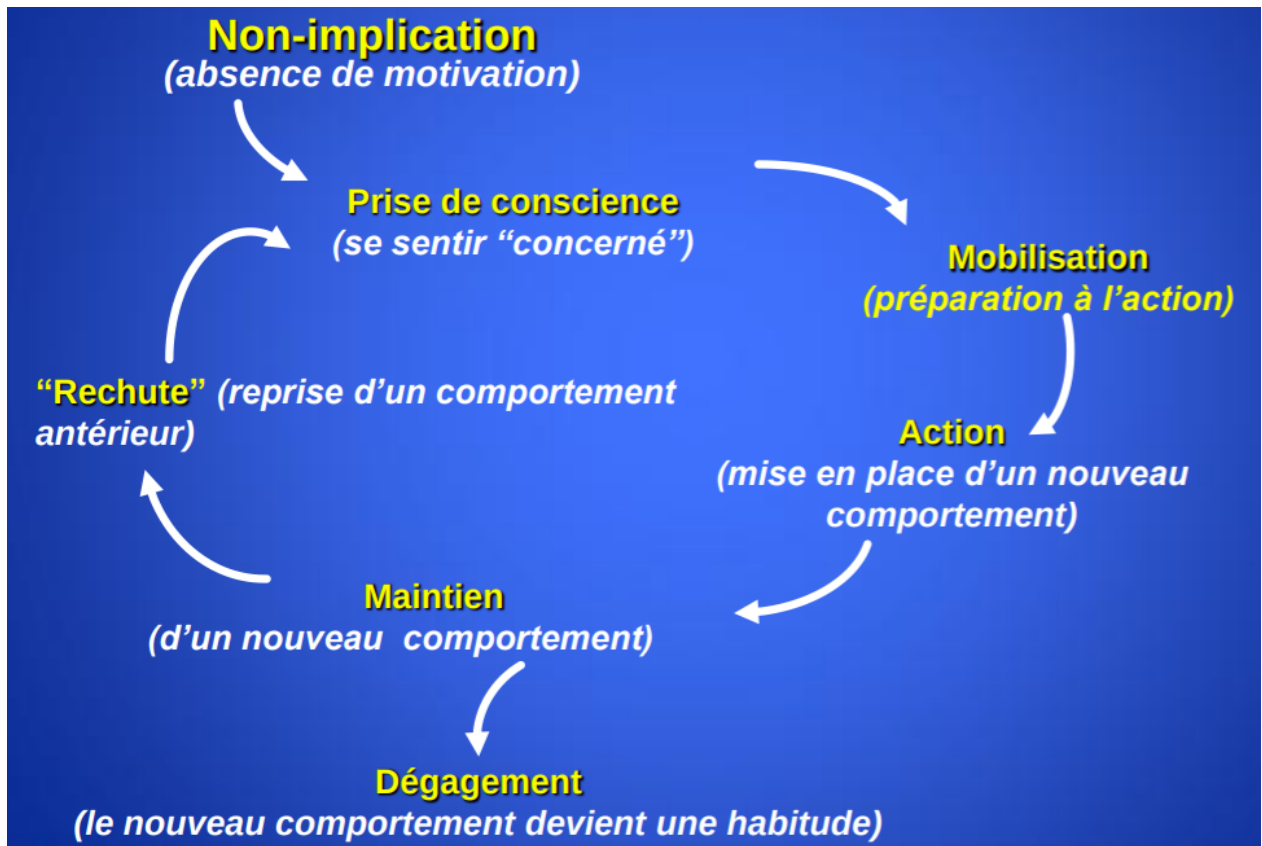 Non-implication
(absence de motivation)
Prise de conscience
(se sentir “concerné”)
Mobilisation
(préparation à l’action)
“Rechute” (reprise d’un comportement
antérieur)
Action
(mise en place d’un nouveau
comportement)
Maintien
(d’un nouveau comportement)
Dégagement
(le nouveau comportement devient une habitude)